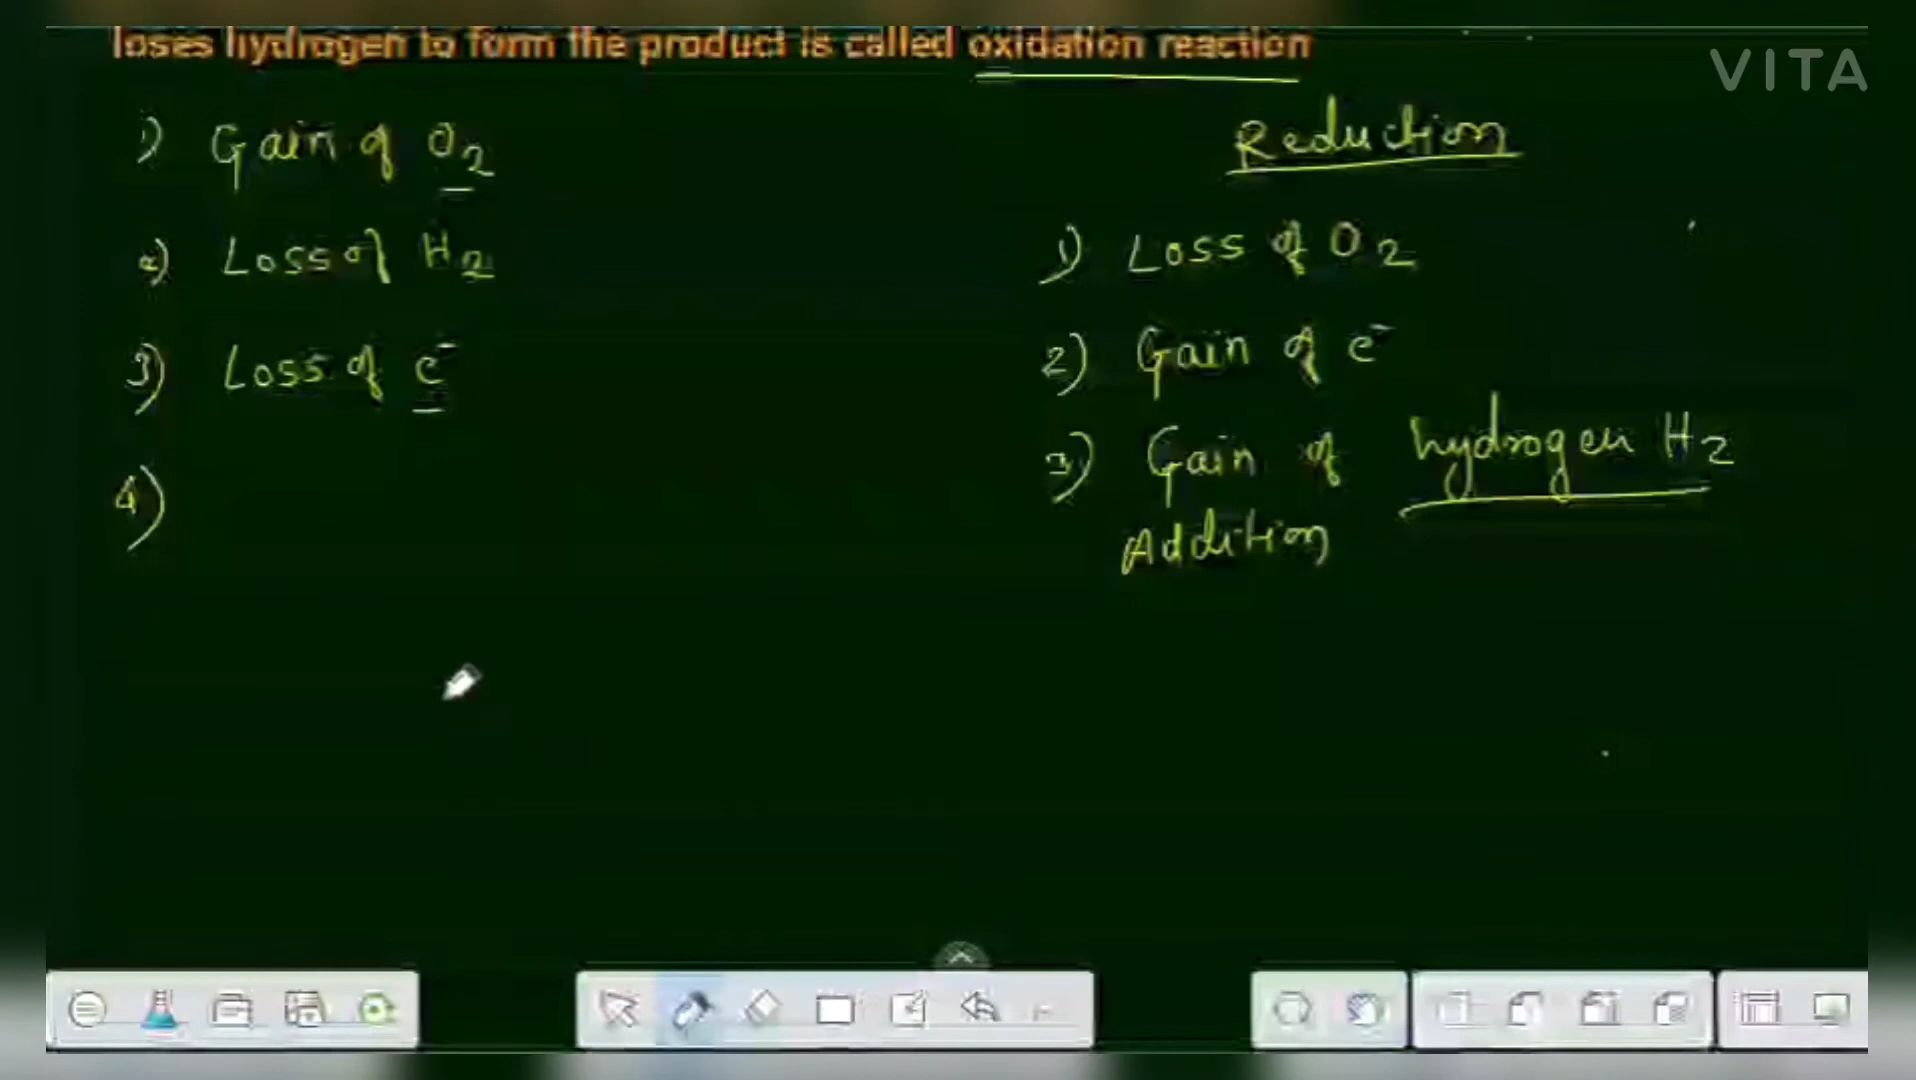 loses hydrogen to form the product is called oxidation reaction
VITA
1) Gain of O2
2) Loss of H2
3) Loss of e-
4)
Reduction
1) Loss of O2
2) Gain of e-
3) Gain of hydrogen H2
Addition